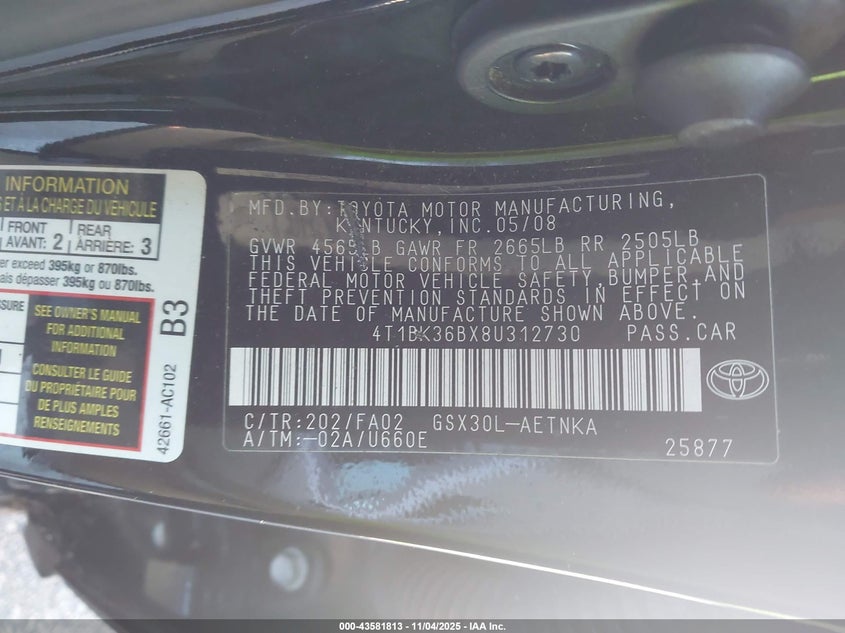 INFORMATION
ET À LA CHARGE DU VÉHICULE
FRONT
AVANT: 2
REAR
ARRIÈRE: 3
exceed 395kg or 870lbs.
dépasser 395kg ou 870lbs.
SEE OWNER'S MANUAL
FOR ADDITIONAL
INFORMATION
CONSULTER LE GUIDE
DU PROPRIÉTAIRE POUR
DE PLUS AMPLES
RENSEIGNEMENTS
B3
42661-AC102
MFD.BY:TOYOTA MOTOR MANUFACTURING,
KENTUCKY,INC.05/08
GVWR 4565LB GAWR FR 2665LB RR 2505LB
THIS VEHICLE CONFORMS TO ALL APPLICABLE
FEDERAL MOTOR VEHICLE SAFETY,BUMPER,AND
THEFT PREVENTION STANDARDS IN EFFECT ON
THE DATE OF MANUFACTURE SHOWN ABOVE.
4T1BK36BX8U312730 PASS.CAR
C/TR:202/FA02 GSX30L-AETNKA
A/TM:-02A/U660E
25877
000-43581813 — 11/04/2025 — IAA Inc.